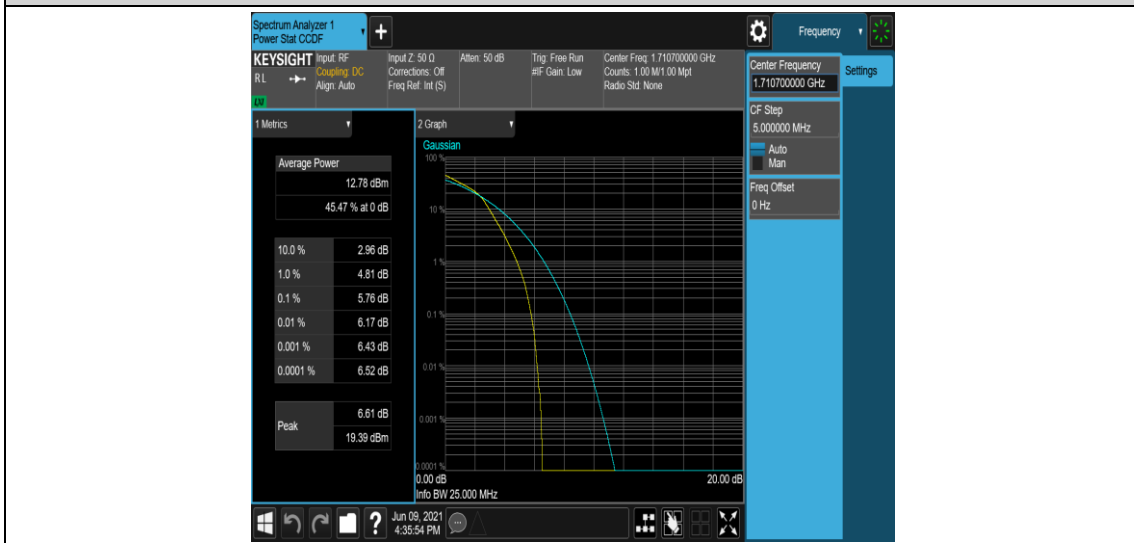 Spectrum Analyzer 1
Power Stat CCDF
Frequency
KEYSIGHT
RL
LXI
Input: RF
Coupling: DC
Align: Auto
Input Z: 50 Ω
Corrections: Off
Freq Ref: Int (S)
Atten: 50 dB
Trig: Free Run
#IF Gain: Low
Center Freq: 1.710700000 GHz
Counts: 1.00 M/1.00 Mpt
Radio Std: None
Center Frequency
1.710700000 GHz
Settings
CF Step
5.000000 MHz
Auto
Man
Freq Offset
0 Hz
1 Metrics
Average Power
12.78 dBm
45.47 % at 0 dB
10.0 % 2.96 dB
1.0 % 4.81 dB
0.1 % 5.76 dB
0.01 % 6.17 dB
0.001 % 6.43 dB
0.0001 % 6.52 dB
Peak
6.61 dB
19.39 dBm
2 Graph
Gaussian
100 %
10 %
1 %
0.1 %
0.01 %
0.001 %
0.0001 %
0.00 dB 20.00 dB
Info BW 25.000 MHz
Jun 09, 2021
4:35:54 PM